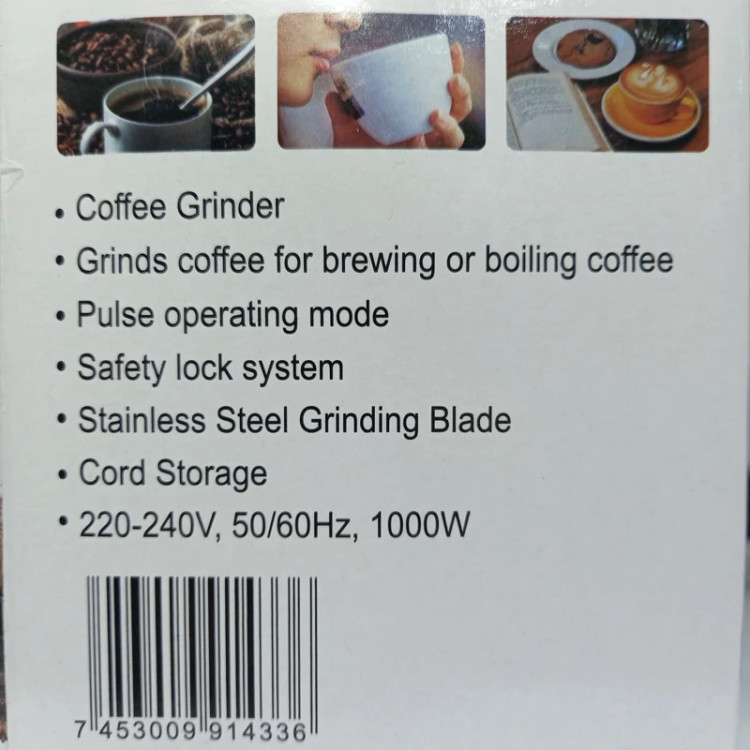 • Coffee Grinder
• Grinds coffee for brewing or boiling coffee
• Pulse operating mode
• Safety lock system
• Stainless Steel Grinding Blade
• Cord Storage
• 220-240V, 50/60Hz, 1000W
7 453009 914336